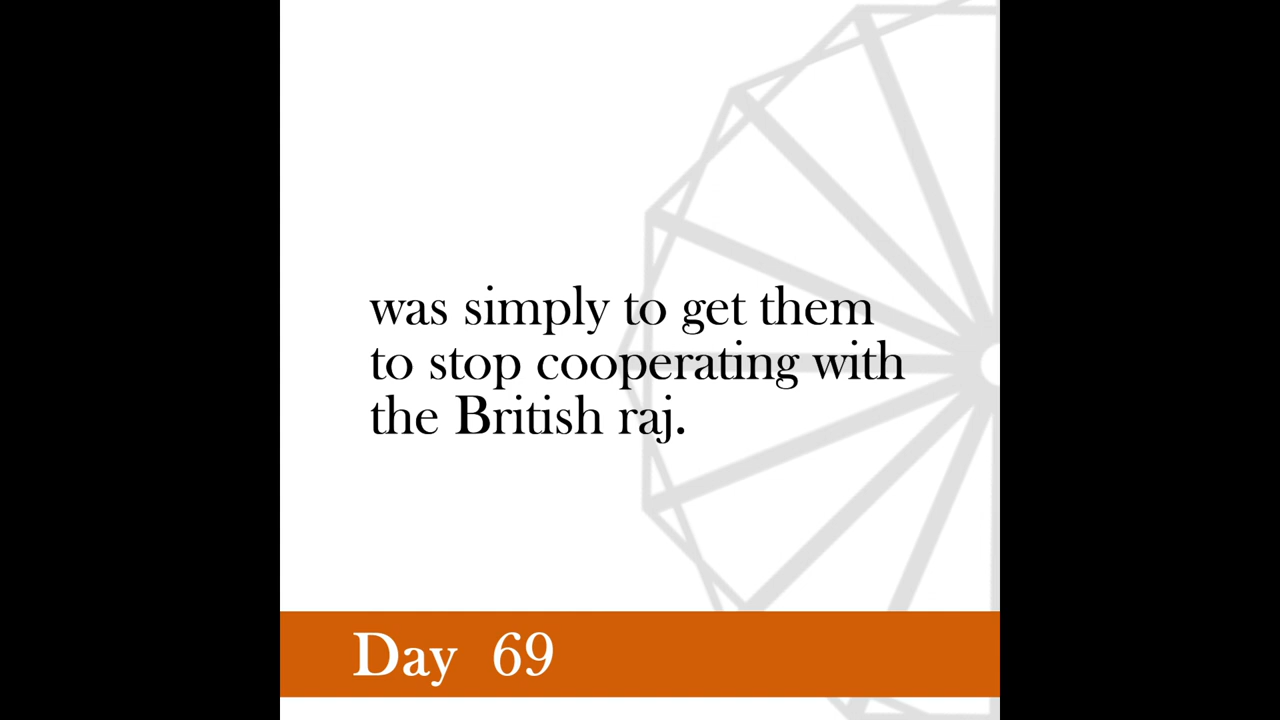 was simply to get them
to stop cooperating with
the British raj.
Day 69